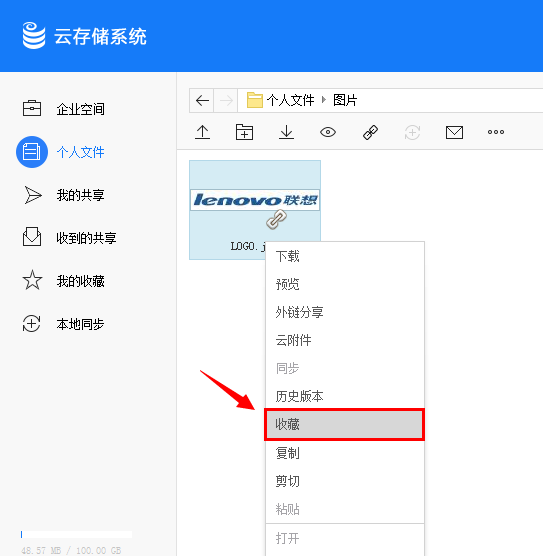 云存储系统
企业空间
个人文件
我的共享
收到的共享
我的收藏
本地同步
48.57 MB / 100.00 GB
个人文件 图片
lenovo联想
LOGO.j
下载
预览
外链分享
云附件
同步
历史版本
收藏
复制
剪切
粘贴
打开